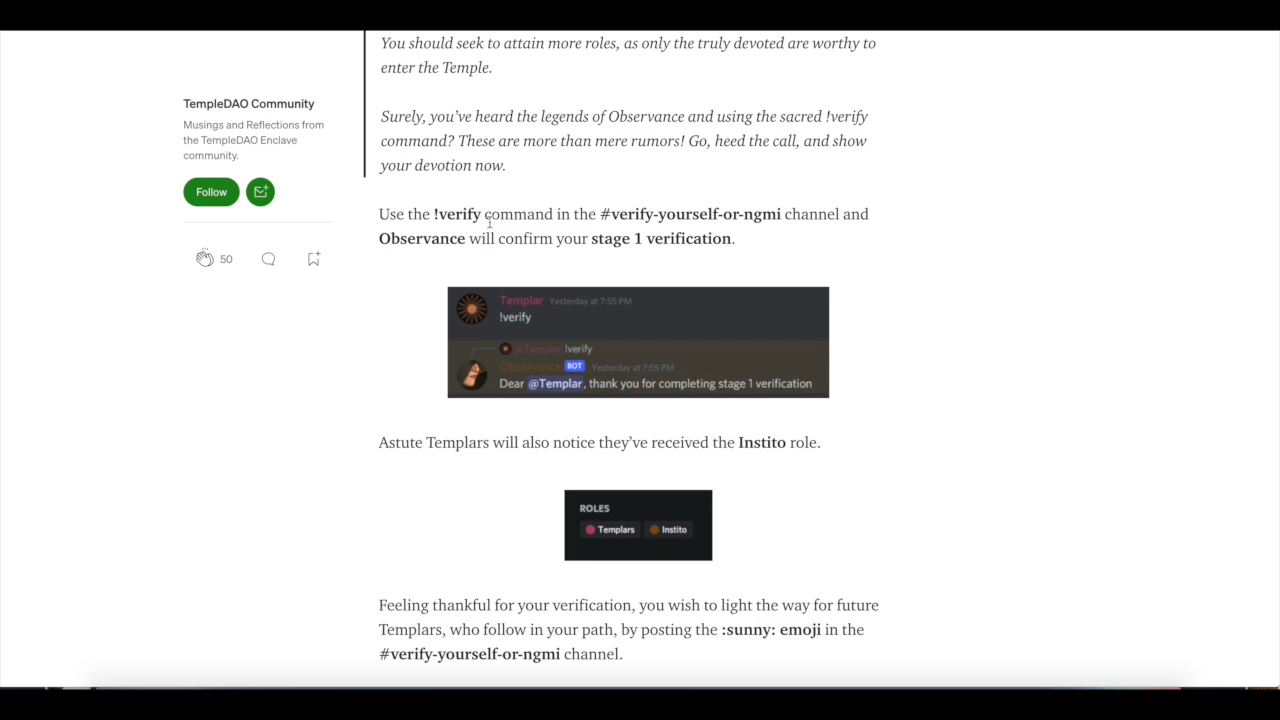 You should seek to attain more roles, as only the truly devoted are worthy to
enter the Temple.
Surely, you’ve heard the legends of Observance and using the sacred !verify
command? These are more than mere rumors! Go, heed the call, and show
your devotion now.
TempleDAO Community
Musings and Reflections from
the TempleDAO Enclave
community.
Follow
50
Use the !verify command in the #verify-yourself-or-ngmi channel and
Observance will confirm your stage 1 verification.
Templar Yesterday at 7:55 PM
!verify
@Templar !verify
Observance BOT Yesterday at 7:55 PM
Dear @Templar, thank you for completing stage 1 verification
Astute Templars will also notice they’ve received the Instito role.
ROLES
Templars Instito
Feeling thankful for your verification, you wish to light the way for future
Templars, who follow in your path, by posting the :sunny: emoji in the
#verify-yourself-or-ngmi channel.